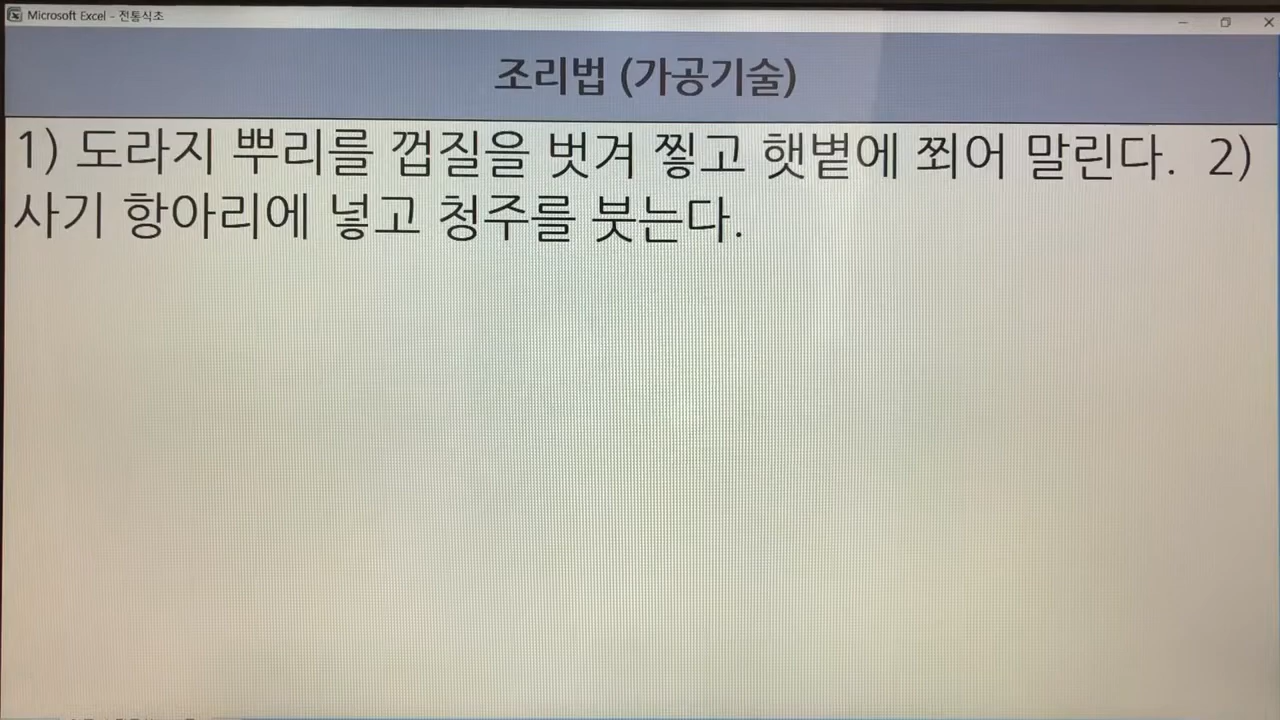 Microsoft Excel - 전통식초
조리법 (가공기술)
1) 도라지 뿌리를 껍질을 벗겨 찧고 햇볕에 쬐어 말린다. 2)
사기 항아리에 넣고 청주를 붓는다.